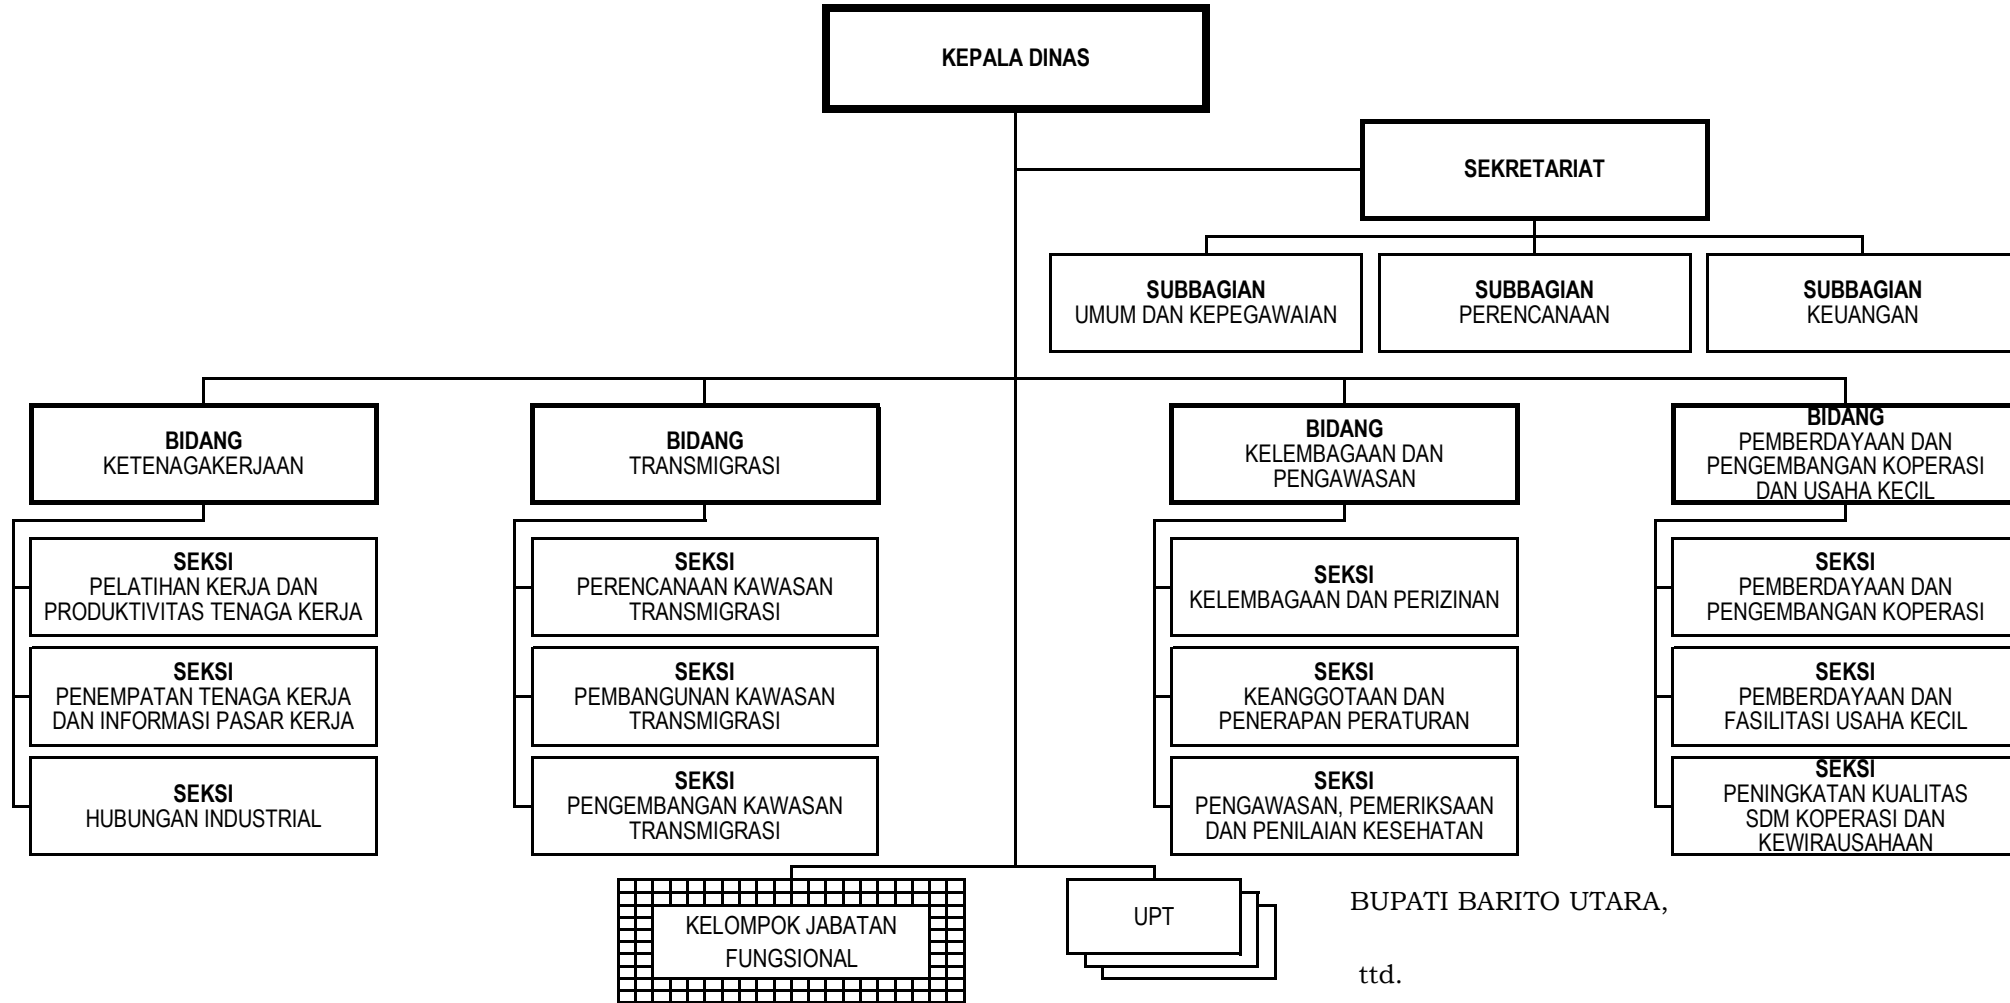 KEPALA DINAS
SEKRETARIAT
SUBBAGIAN
UMUM DAN KEPEGAWAIAN
SUBBAGIAN
PERENCANAAN
SUBBAGIAN
KEUANGAN
BIDANG
KETENAGAKERJAAN
BIDANG
TRANSMIGRASI
BIDANG
KELEMBAGAAN DAN
PENGAWASAN
BIDANG
PEMBERDAYAAN DAN
PENGEMBANGAN KOPERASI
DAN USAHA KECIL
SEKSI
PELATIHAN KERJA DAN
PRODUKTIVITAS TENAGA KERJA
SEKSI
PENEMPATAN TENAGA KERJA
DAN INFORMASI PASAR KERJA
SEKSI
HUBUNGAN INDUSTRIAL
SEKSI
PERENCANAAN KAWASAN
TRANSMIGRASI
SEKSI
PEMBANGUNAN KAWASAN
TRANSMIGRASI
SEKSI
PENGEMBANGAN KAWASAN
TRANSMIGRASI
SEKSI
KELEMBAGAAN DAN PERIZINAN
SEKSI
KEANGGOTAAN DAN
PENERAPAN PERATURAN
SEKSI
PENGAWASAN, PEMERIKSAAN
DAN PENILAIAN KESEHATAN
SEKSI
PEMBERDAYAAN DAN
PENGEMBANGAN KOPERASI
SEKSI
PEMBERDAYAAN DAN
FASILITASI USAHA KECIL
SEKSI
PENINGKATAN KUALITAS
SDM KOPERASI DAN
KEWIRAUSAHAAN
KELOMPOK JABATAN
FUNGSIONAL
UPT
BUPATI BARITO UTARA,
ttd.